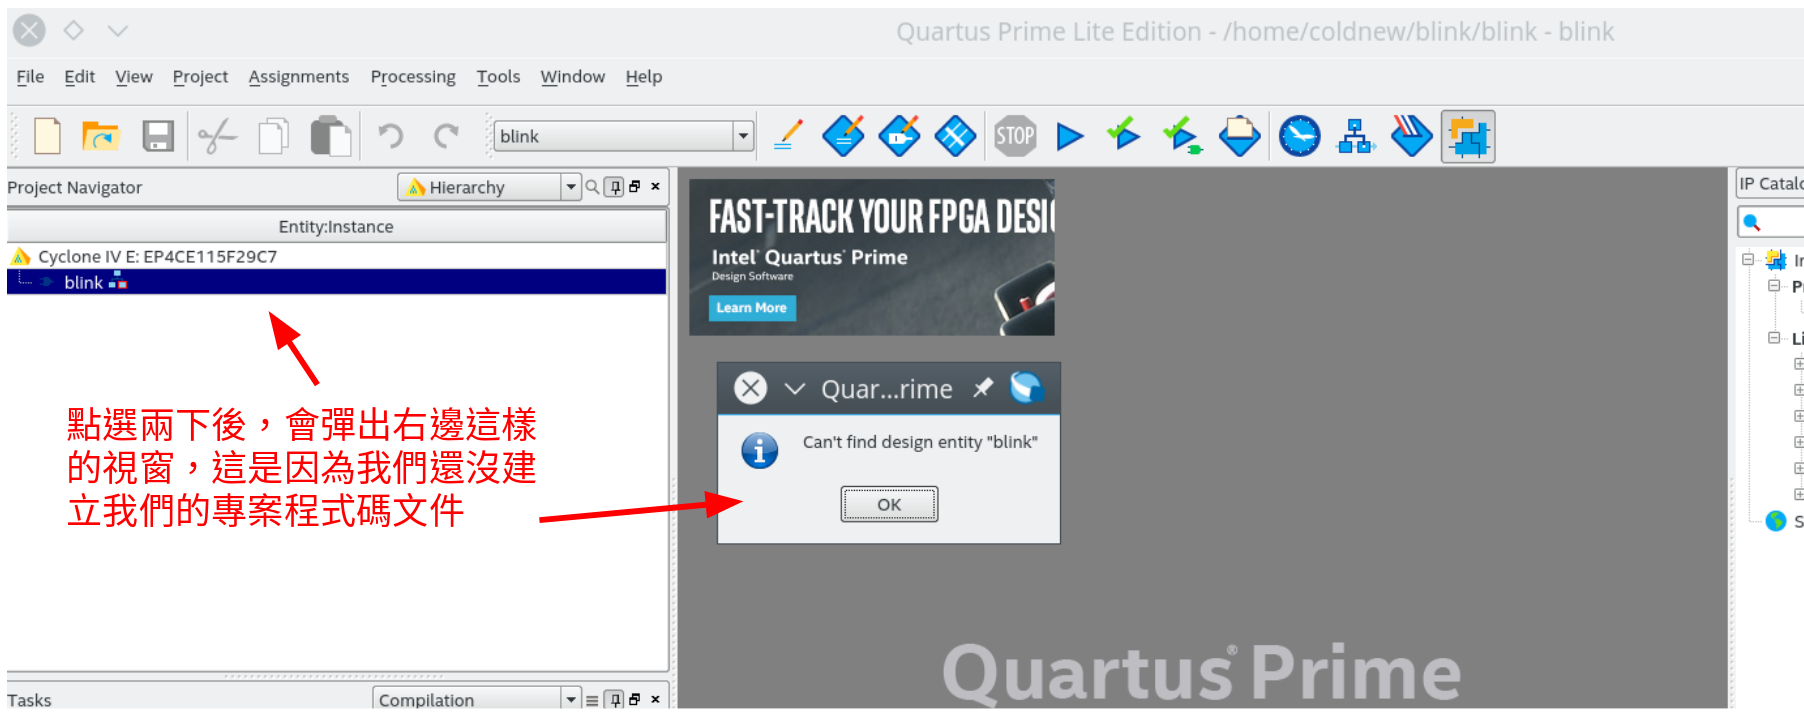 Quartus Prime Lite Edition - /home/coldnew/blink/blink - blink
File Edit View Project Assignments Processing Tools Window Help
blink
STOP
Project Navigator
Hierarchy
IP Catalo
Entity:Instance
Cyclone IV E: EP4CE115F29C7
blink
FAST-TRACK YOUR FPGA DESI
Intel® Quartus® Prime
Design Software
Learn More
Quar...rime
Can't find design entity "blink"
OK
點選兩下後，會彈出右邊這樣
的視窗，這是因為我們還沒建
立我們的專案程式碼文件
Quartus® Prime
Tasks
Compilation